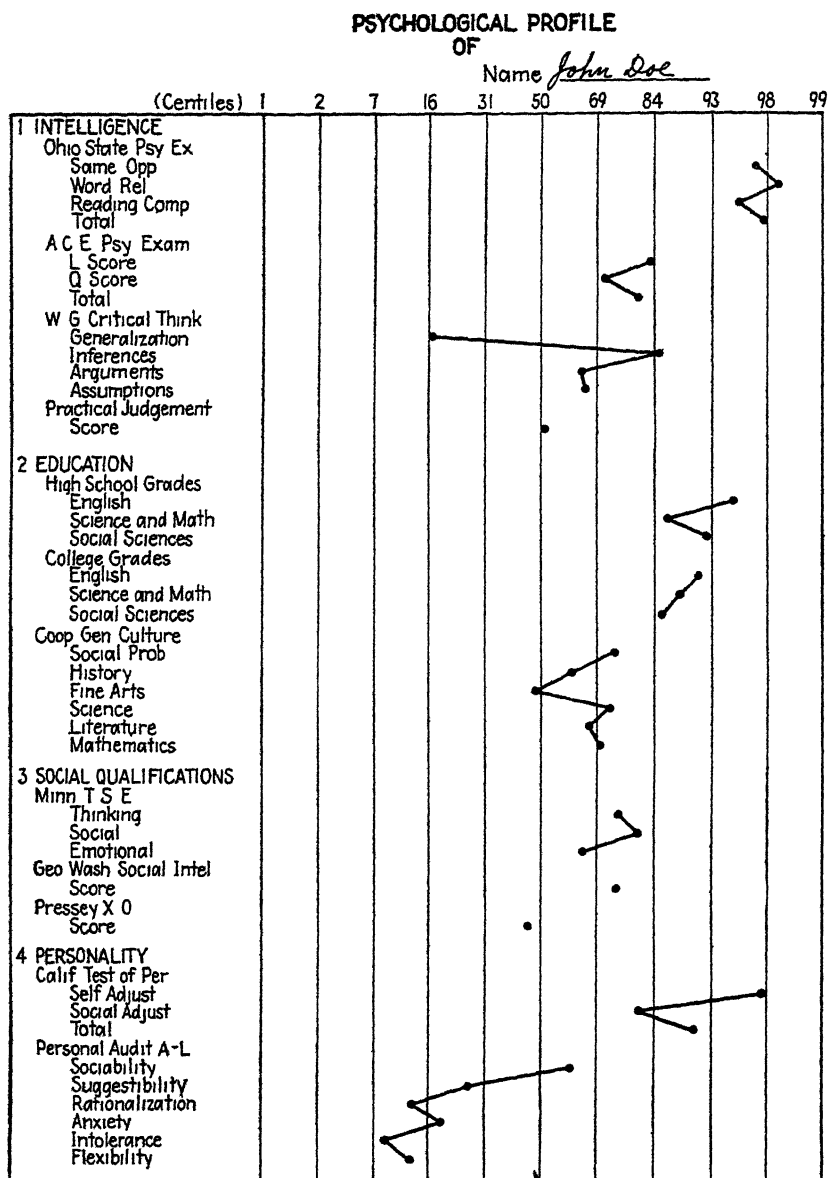 PSYCHOLOGICAL PROFILE
OF
Name John Doe
(Centiles) 1 2 7 16 31 50 69 84 93 98 99
1 INTELLIGENCE
Ohio State Psy Ex
Same Opp
Word Rel
Reading Comp
Total
A C E Psy Exam
L Score
Q Score
Total
W G Critical Think
Generalization
Inferences
Arguments
Assumptions
Practical Judgement
Score
2 EDUCATION
High School Grades
English
Science and Math
Social Sciences
College Grades
English
Science and Math
Social Sciences
Coop Gen Culture
Social Prob
History
Fine Arts
Science
Literature
Mathematics
3 SOCIAL QUALIFICATIONS
Minn T S E
Thinking
Social
Emotional
Geo Wash Social Intel
Score
Pressey X O
Score
4 PERSONALITY
Calif Test of Per
Self Adjust
Social Adjust
Total
Personal Audit A-L
Sociability
Suggestibility
Rationalization
Anxiety
Intolerance
Flexibility